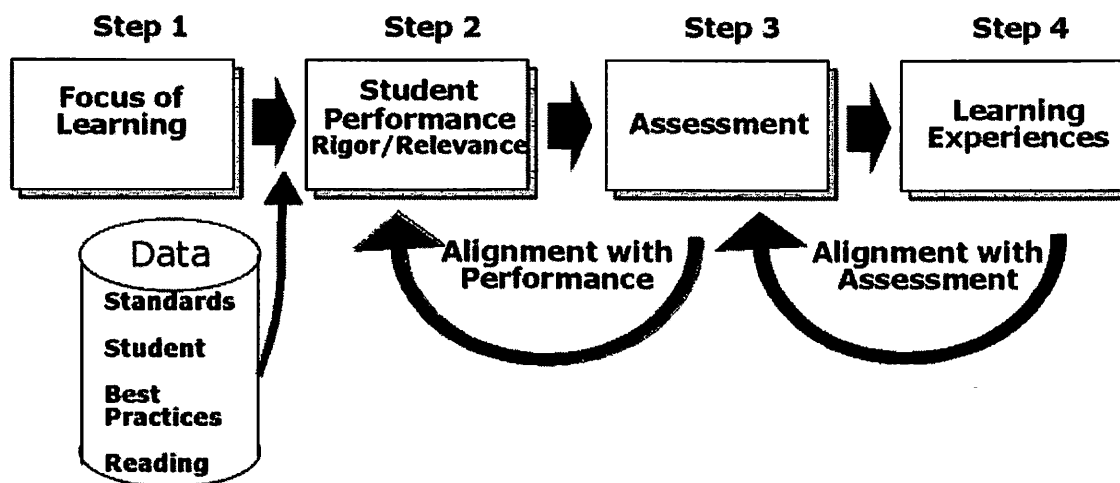 Step 1
Step 2
Step 3
Step 4
Focus of
Learning
Student
Performance
Rigor/Relevance
Assessment
Learning
Experiences
Data
Standards
Student
Best
Practices
Reading
Alignment with
Performance
Alignment with
Assessment